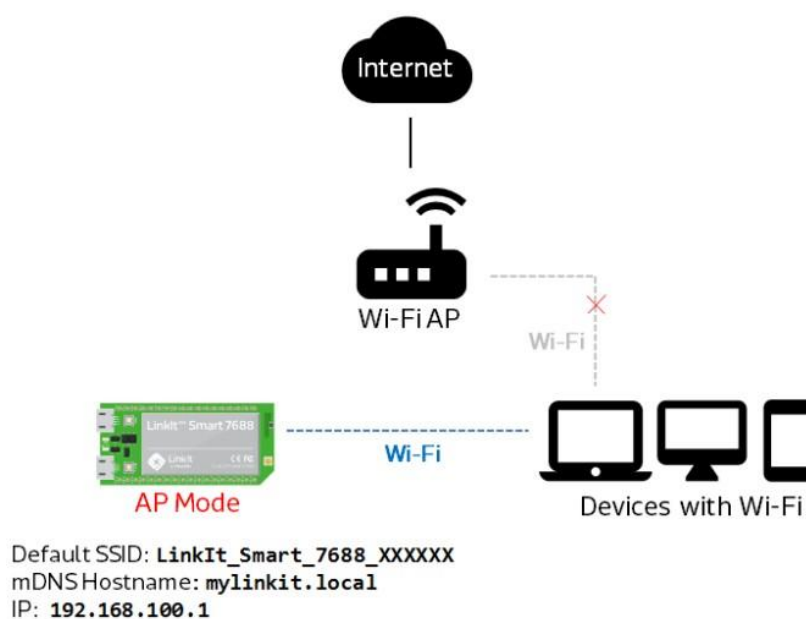 Internet
Wi-Fi AP
Wi-Fi
LinkIt™ Smart 7688
LinkIt
Wi-Fi
AP Mode
Devices with Wi-Fi
Default SSID: LinkIt_Smart_7688_XXXXXX
mDNS Hostname: mylinkit.local
IP: 192.168.100.1